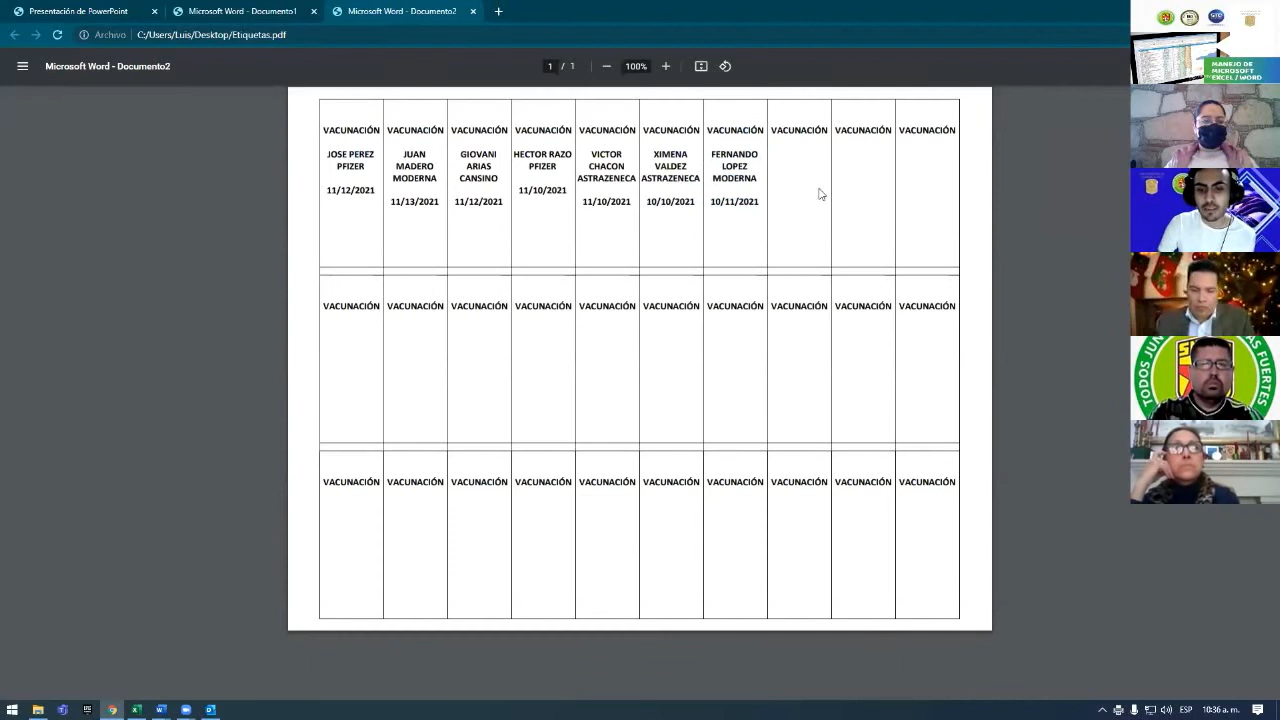 Presentación de PowerPoint
Microsoft Word - Documento1
Microsoft Word - Documento2
Archivo
C:/Users/Luis/Desktop/Etiquetas.pdf
Microsoft Word - Documento2
1 / 1
100%
VACUNACIÓN VACUNACIÓN VACUNACIÓN VACUNACIÓN VACUNACIÓN VACUNACIÓN VACUNACIÓN VACUNACIÓN VACUNACIÓN VACUNACIÓN
JOSE PEREZ
PFIZER
11/12/2021
JUAN
MADERO
MODERNA
11/13/2021
GIOVANI
ARIAS
CANSINO
11/12/2021
HECTOR RAZO
PFIZER
11/10/2021
VICTOR
CHACON
ASTRAZENECA
11/10/2021
XIMENA
VALDEZ
ASTRAZENECA
10/10/2021
FERNANDO
LOPEZ
MODERNA
10/11/2021
VACUNACIÓN VACUNACIÓN VACUNACIÓN VACUNACIÓN VACUNACIÓN VACUNACIÓN VACUNACIÓN VACUNACIÓN VACUNACIÓN VACUNACIÓN
VACUNACIÓN VACUNACIÓN VACUNACIÓN VACUNACIÓN VACUNACIÓN VACUNACIÓN VACUNACIÓN VACUNACIÓN VACUNACIÓN VACUNACIÓN
MANEJO DE
MICROSOFT
EXCEL / WORD
TODOS JUN
AS FUERTES
ESP
10:36 a. m.